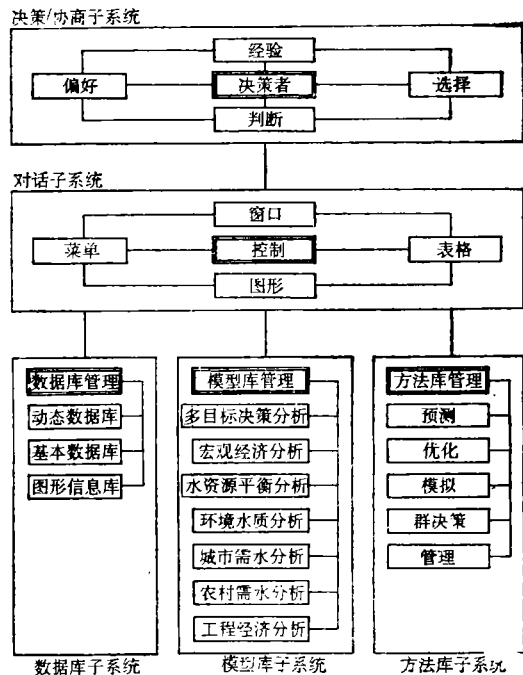 决策/协商子系统
经验
偏好 决策者 选择
判断
对话子系统
窗口
菜单 控制 表格
图形
数据库管理
动态数据库
基本数据库
图形信息库
数据库子系统
模型库管理
多目标决策分析
宏观经济分析
水资源平衡分析
环境水质分析
城市需水分析
农村需水分析
工程经济分析
模型库子系统
方法库管理
预测
优化
模拟
群决策
管理
方法库子系统